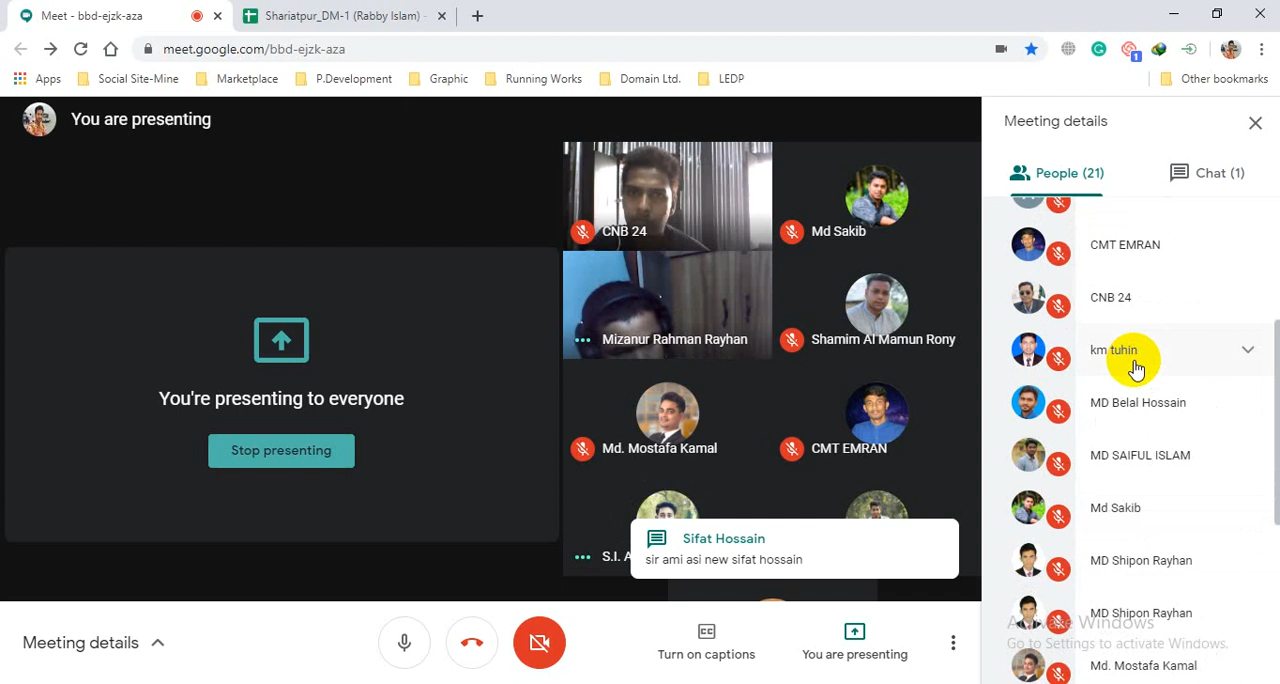 Meet - bbd-ejzk-aza
Shariatpur_DM-1 (Rabby Islam) -
meet.google.com/bbd-ejzk-aza
1
Apps
Social Site-Mine
Marketplace
P.Development
Graphic
Running Works
Domain Ltd.
LEDP
Other bookmarks
You are presenting
You're presenting to everyone
Stop presenting
CNB 24
Md Sakib
Mizanur Rahman Rayhan
Shamim Al Mamun Rony
Md. Mostafa Kamal
CMT EMRAN
S.I. A
Sifat Hossain
sir ami asi new sifat hossain
Meeting details
People (21)
Chat (1)
CMT EMRAN
CNB 24
km tuhin
MD Belal Hossain
MD SAIFUL ISLAM
Md Sakib
MD Shipon Rayhan
MD Shipon Rayhan
Md. Mostafa Kamal
Activate Windows
Go to Settings to activate Windows.
Meeting details
CC
Turn on captions
You are presenting